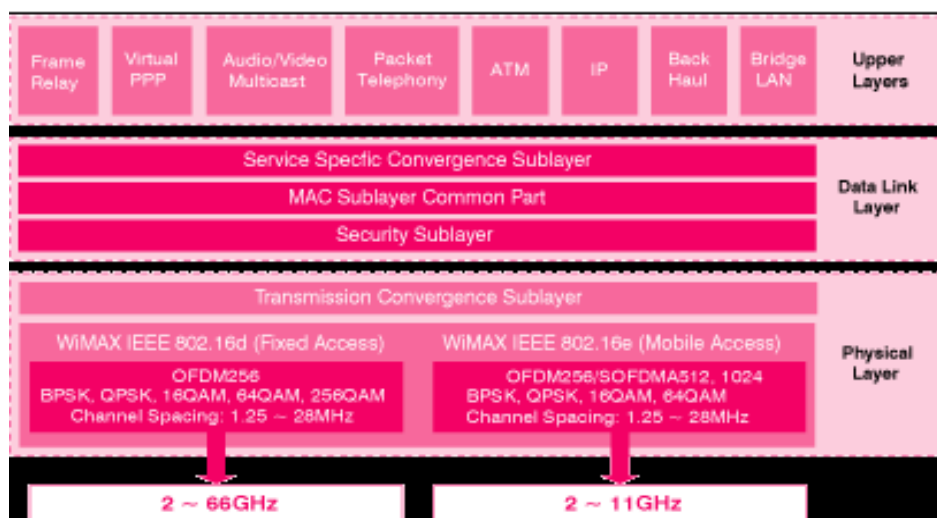 Frame Relay
Virtual PPP
Audio/Video Multicast
Packet Telephony
ATM
IP
Back Haul
Bridge LAN
Upper Layers
Service Specfic Convergence Sublayer
MAC Sublayer Common Part
Security Sublayer
Data Link Layer
Transmission Convergence Sublayer
WiMAX IEEE 802.16d (Fixed Access)
OFDM256
BPSK, QPSK, 16QAM, 64QAM, 256QAM
Channel Spacing: 1.25 ~ 28MHz
WiMAX IEEE 802.16e (Mobile Access)
OFDM256/SOFDMA512, 1024
BPSK, QPSK, 16QAM, 64QAM
Channel Spacing: 1.25 ~ 28MHz
Physical Layer
2 ~ 66GHz
2 ~ 11GHz